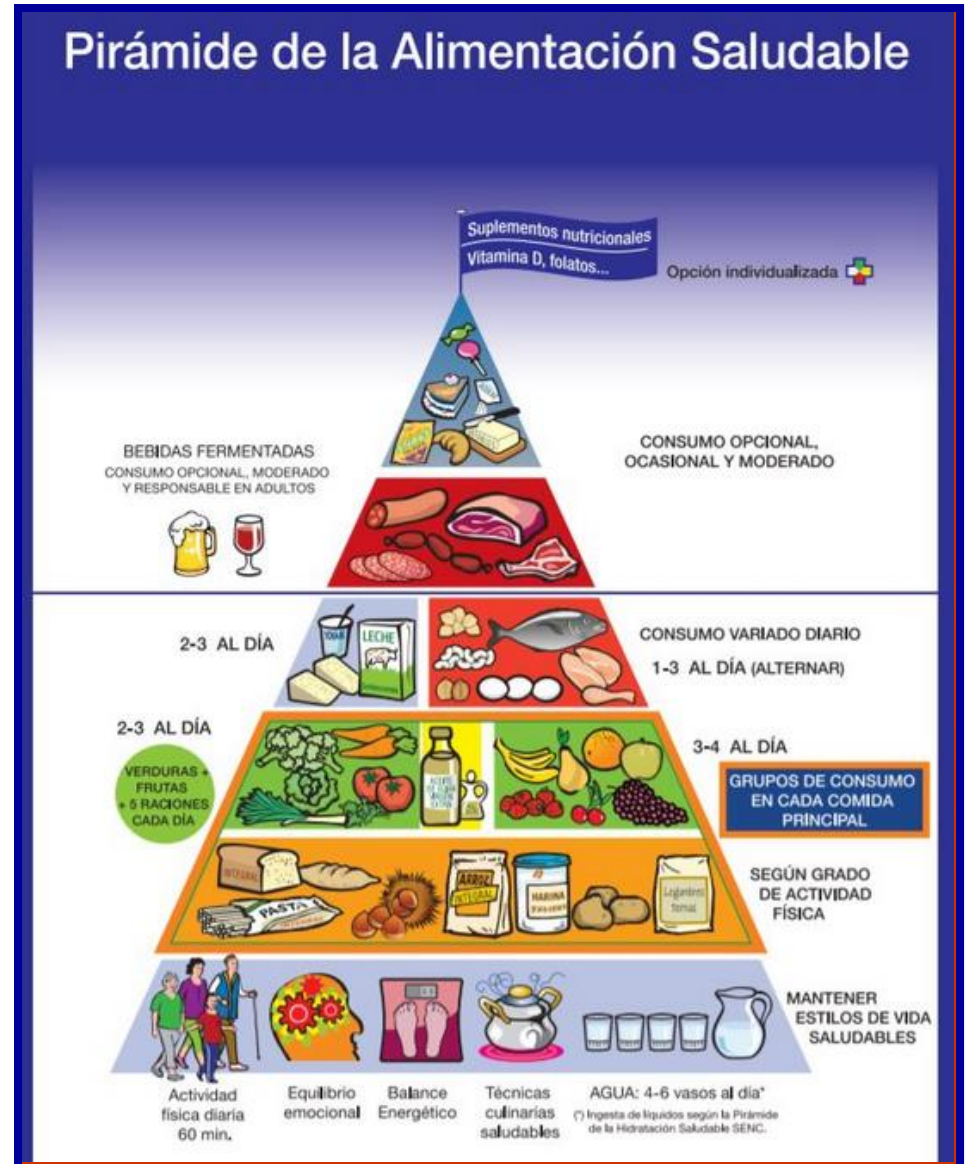 Pirámide de la Alimentación Saludable
Suplementos nutricionales
Vitamina D, folatos...
Opción individualizada
BEBIDAS FERMENTADAS
CONSUMO OPCIONAL, MODERADO
Y RESPONSABLE EN ADULTOS
CONSUMO OPCIONAL,
OCASIONAL Y MODERADO
2-3 AL DÍA
LECHE
CONSUMO VARIADO DIARIO
1-3 AL DÍA (ALTERNAR)
2-3 AL DÍA
VERDURAS +
FRUTAS
+ 5 RACIONES
CADA DÍA
ACEITE
3-4 AL DÍA
GRUPOS DE CONSUMO
EN CADA COMIDA
PRINCIPAL
INTEGRAL
PASTA
ARROZ
INTEGRAL
HARINA
Legumbres
SEGÚN GRADO
DE ACTIVIDAD
FÍSICA
MANTENER
ESTILOS DE VIDA
SALUDABLES
Actividad
física diaria
60 min.
Equilibrio
emocional
Balance
Energético
Técnicas
culinarias
saludables
AGUA: 4-6 vasos al día*
(*) Ingesta de líquidos según la Pirámide
de la Hidratación Saludable SENC.